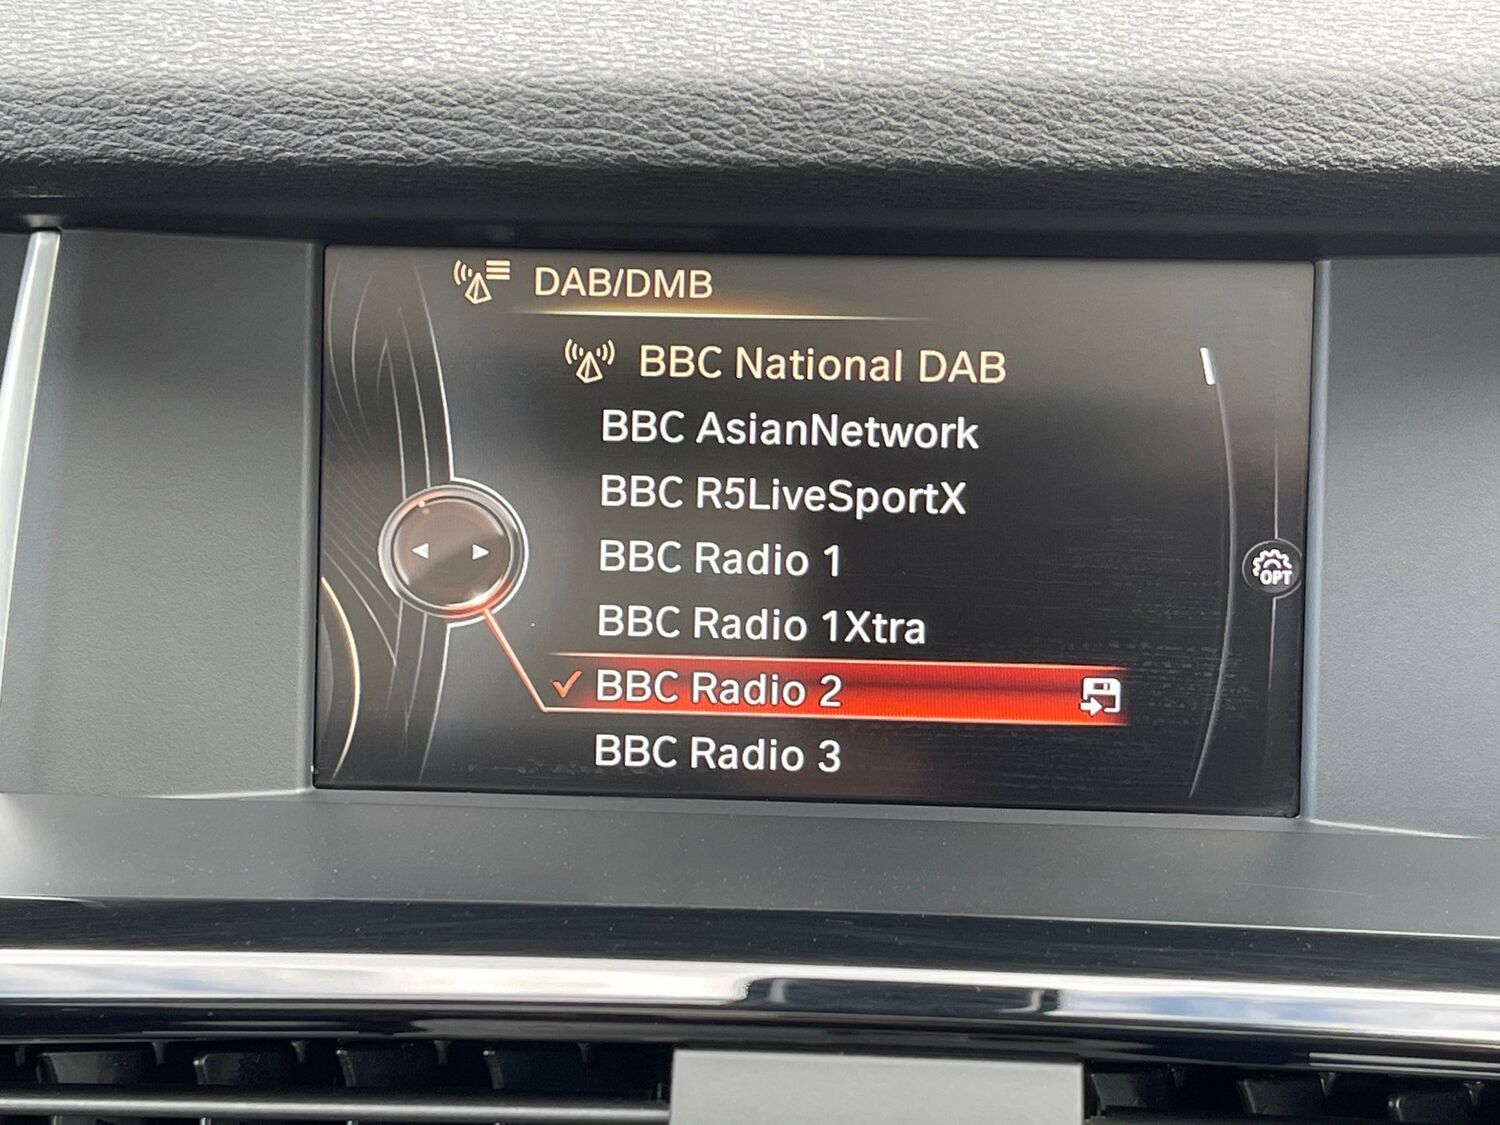 DAB/DMB
BBC National DAB
BBC AsianNetwork
BBC R5LiveSportX
BBC Radio 1
BBC Radio 1Xtra
BBC Radio 2
BBC Radio 3
OPT